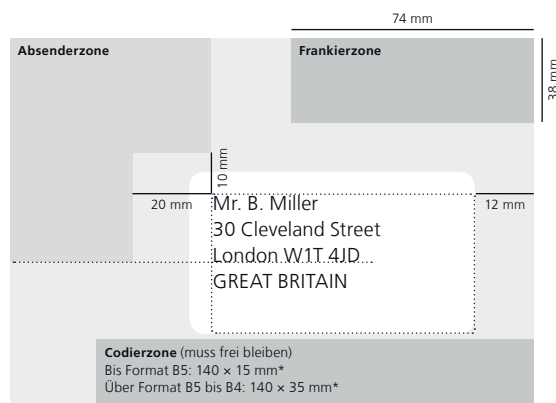 74 mm
Absenderzone
Frankierzone
38 mm
10 mm
20 mm
12 mm
Mr. B. Miller
30 Cleveland Street
London W1T 4JD
GREAT BRITAIN
Codierzone (muss frei bleiben)
Bis Format B5: 140 × 15 mm*
Über Format B5 bis B4: 140 × 35 mm*